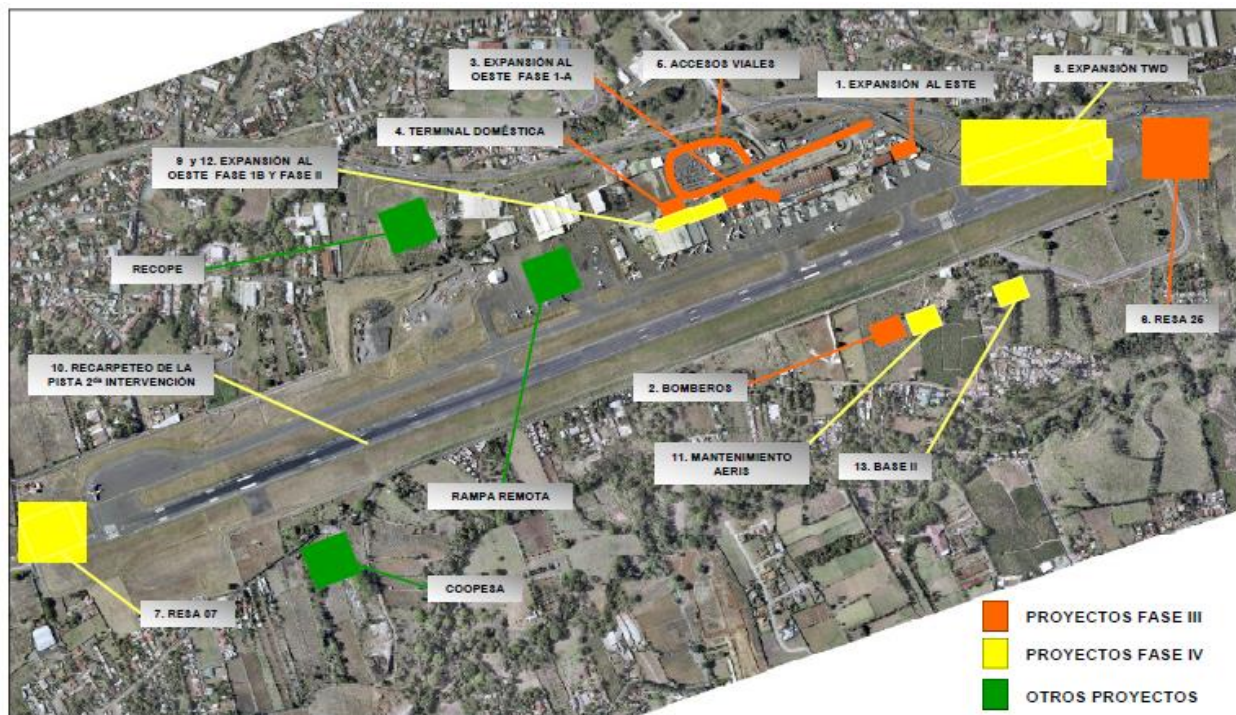 3. EXPANSIÓN AL
OESTE FASE 1-A
5. ACCESOS VIALES
8. EXPANSIÓN TWD
1. EXPANSIÓN AL ESTE
4. TERMINAL DOMÉSTICA
9 y 12. EXPANSIÓN AL
OESTE FASE 1B Y FASE II
RECOPE
10. RECARPETEO DE LA
PISTA 2da INTERVENCIÓN
6. RESA 25
2. BOMBEROS
11. MANTENIMIENTO
AERIS
13. BASE II
RAMPA REMOTA
COOPESA
7. RESA 07
PROYECTOS FASE III
PROYECTOS FASE IV
OTROS PROYECTOS